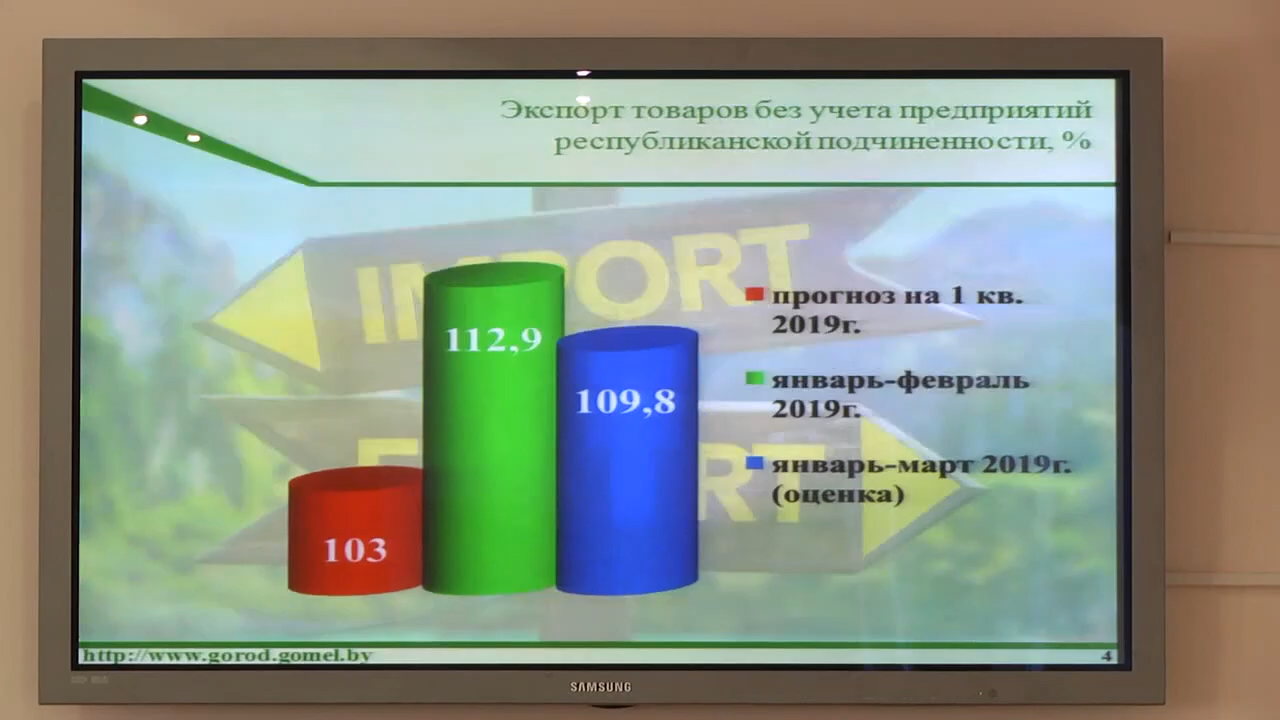 Экспорт товаров без учета предприятий
республиканской подчиненности, %
IMPORT
112,9
109,8
103
прогноз на 1 кв.
2019г.
январь-февраль
2019г.
январь-март 2019г.
(оценка)
http://www.gorod.gomel.by
4
SAMSUNG